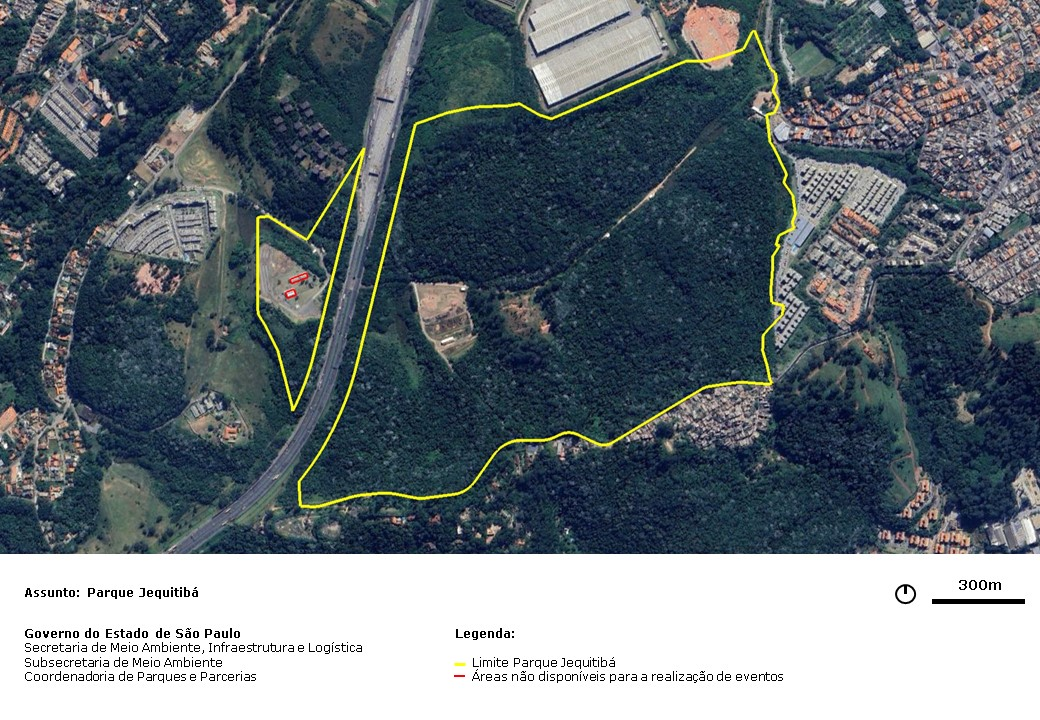 Assunto: Parque Jequitibá
300m
Governo do Estado de São Paulo
Secretaria de Meio Ambiente, Infraestrutura e Logística
Subsecretaria de Meio Ambiente
Coordenadoria de Parques e Parcerias
Legenda:
Limite Parque Jequitibá
Áreas não disponíveis para a realização de eventos